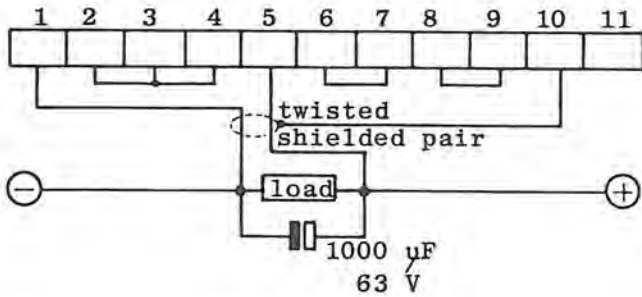 1 2 3 4 5 6 7 8 9 10 11
twisted
shielded pair
− load +
1000 µF
63 V